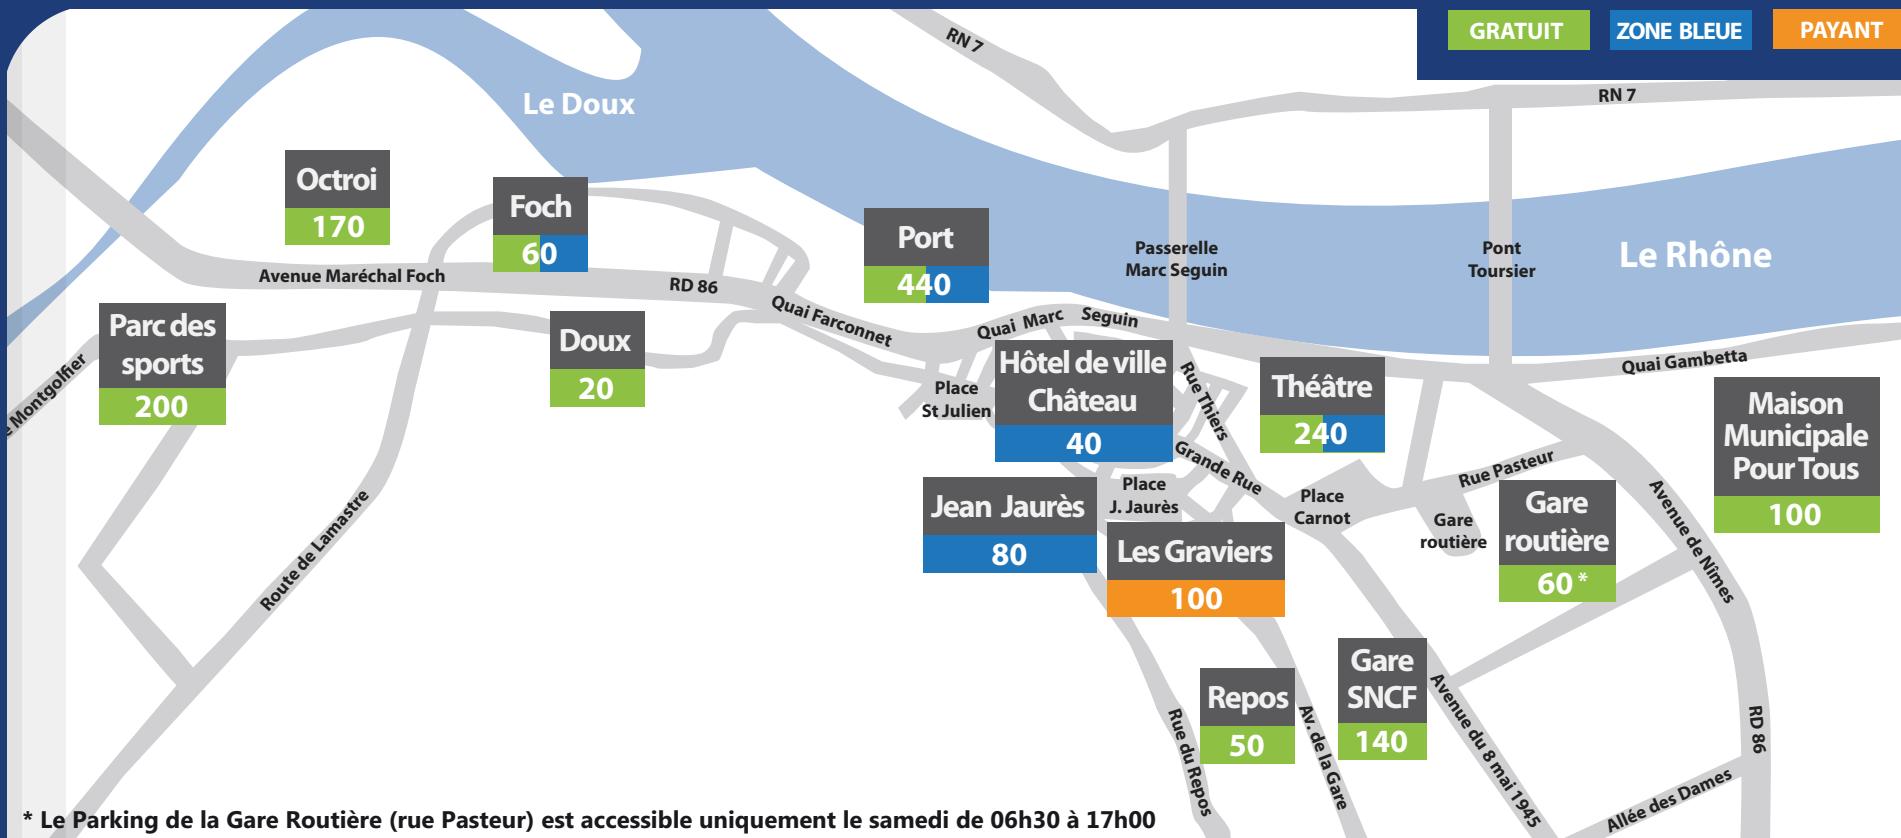 GRATUIT
ZONE BLEUE
PAYANT
RN 7
RN 7
Le Doux
Le Rhône
Octroi
170
Foch
60
Port
440
Passerelle
Marc Seguin
Pont
Toursier
Avenue Maréchal Foch
RD 86
Quai Farconnet
Quai Marc Seguin
Quai Gambetta
Parc des
sports
200
Montgolfier
Doux
20
Place
St Julien
Hôtel de ville
Château
40
Rue Thiers
Théâtre
240
Maison
Municipale
Pour Tous
100
Grande Rue
Rue Pasteur
Jean Jaurès
80
Place
J. Jaurès
Place
Carnot
Gare
routière
Gare
routière
60 *
Avenue de Nîmes
Les Graviers
100
Route de Lamastre
Repos
50
Gare
SNCF
140
Rue du Repos
Av. de la Gare
Avenue du 8 mai 1945
RD 86
Allée des Dames
* Le Parking de la Gare Routière (rue Pasteur) est accessible uniquement le samedi de 06h30 à 17h00